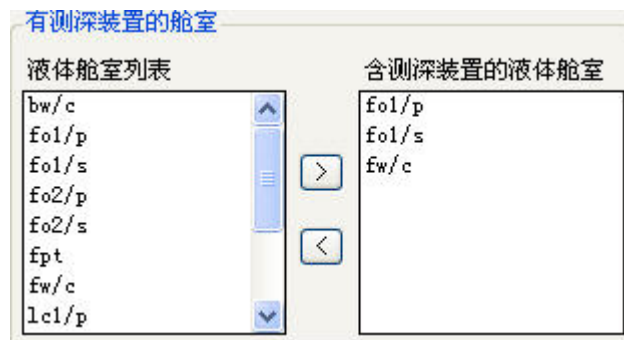 有测深装置的舱室
液体舱室列表
bw/c
fo1/p
fo1/s
fo2/p
fo2/s
fpt
fw/c
lc1/p
>
<
含测深装置的液体舱室
fo1/p
fo1/s
fw/c